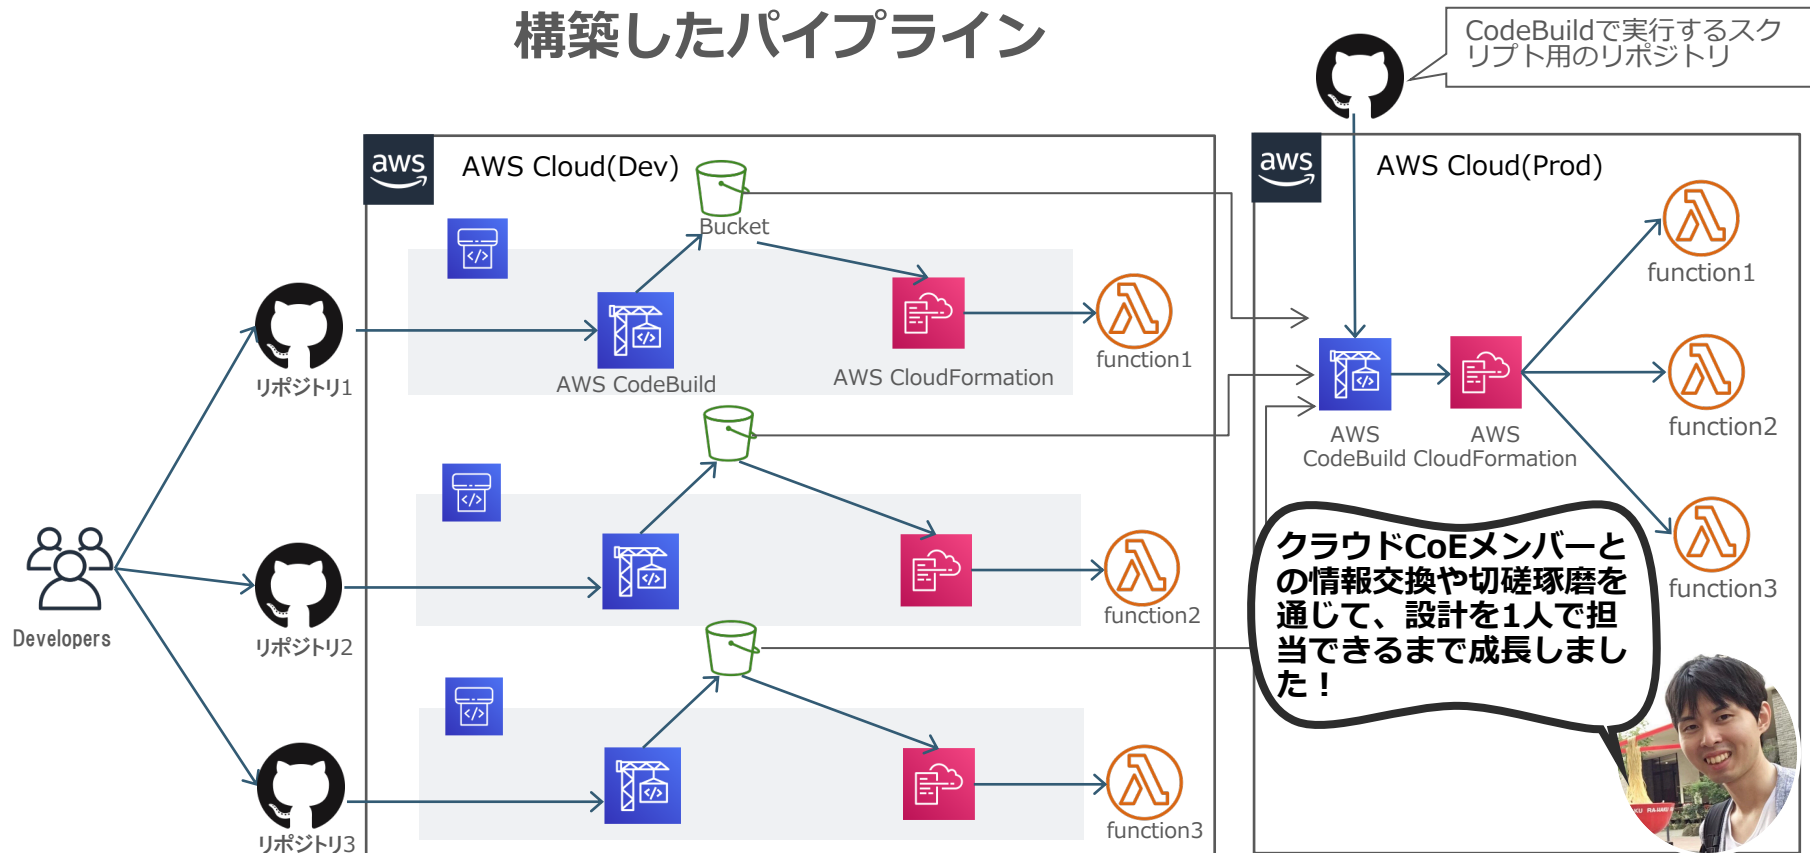 構築したパイプライン
CodeBuildで実行するスク
リプト用のリポジトリ
aws
AWS Cloud(Dev)
Bucket
aws
AWS Cloud(Prod)
function1
リポジトリ1
AWS CodeBuild
AWS CloudFormation
function1
AWS
CodeBuild
AWS
CloudFormation
function2
Developers
リポジトリ2
function2
function3
クラウドCoEメンバーと
の情報交換や切磋琢磨を
通じて、設計を1人で担
当できるまで成長しまし
た！
リポジトリ3
function3